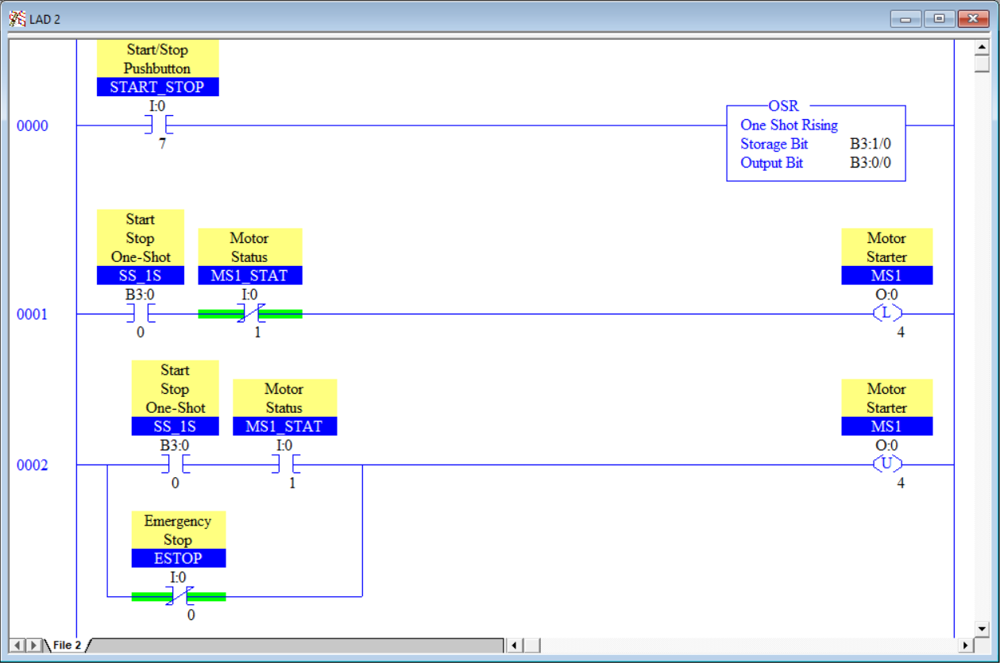 LAD 2
Start/Stop
Pushbutton
START_STOP
I:0
0000
7
OSR
One Shot Rising
Storage Bit B3:1/0
Output Bit B3:0/0
Start
Stop
One-Shot
SS_1S
B3:0
0001
0
Motor
Status
MS1_STAT
I:0
1
Motor
Starter
MS1
O:0
L
4
Start
Stop
One-Shot
SS_1S
B3:0
0002
0
Motor
Status
MS1_STAT
I:0
1
Motor
Starter
MS1
O:0
U
4
Emergency
Stop
ESTOP
I:0
0
File 2